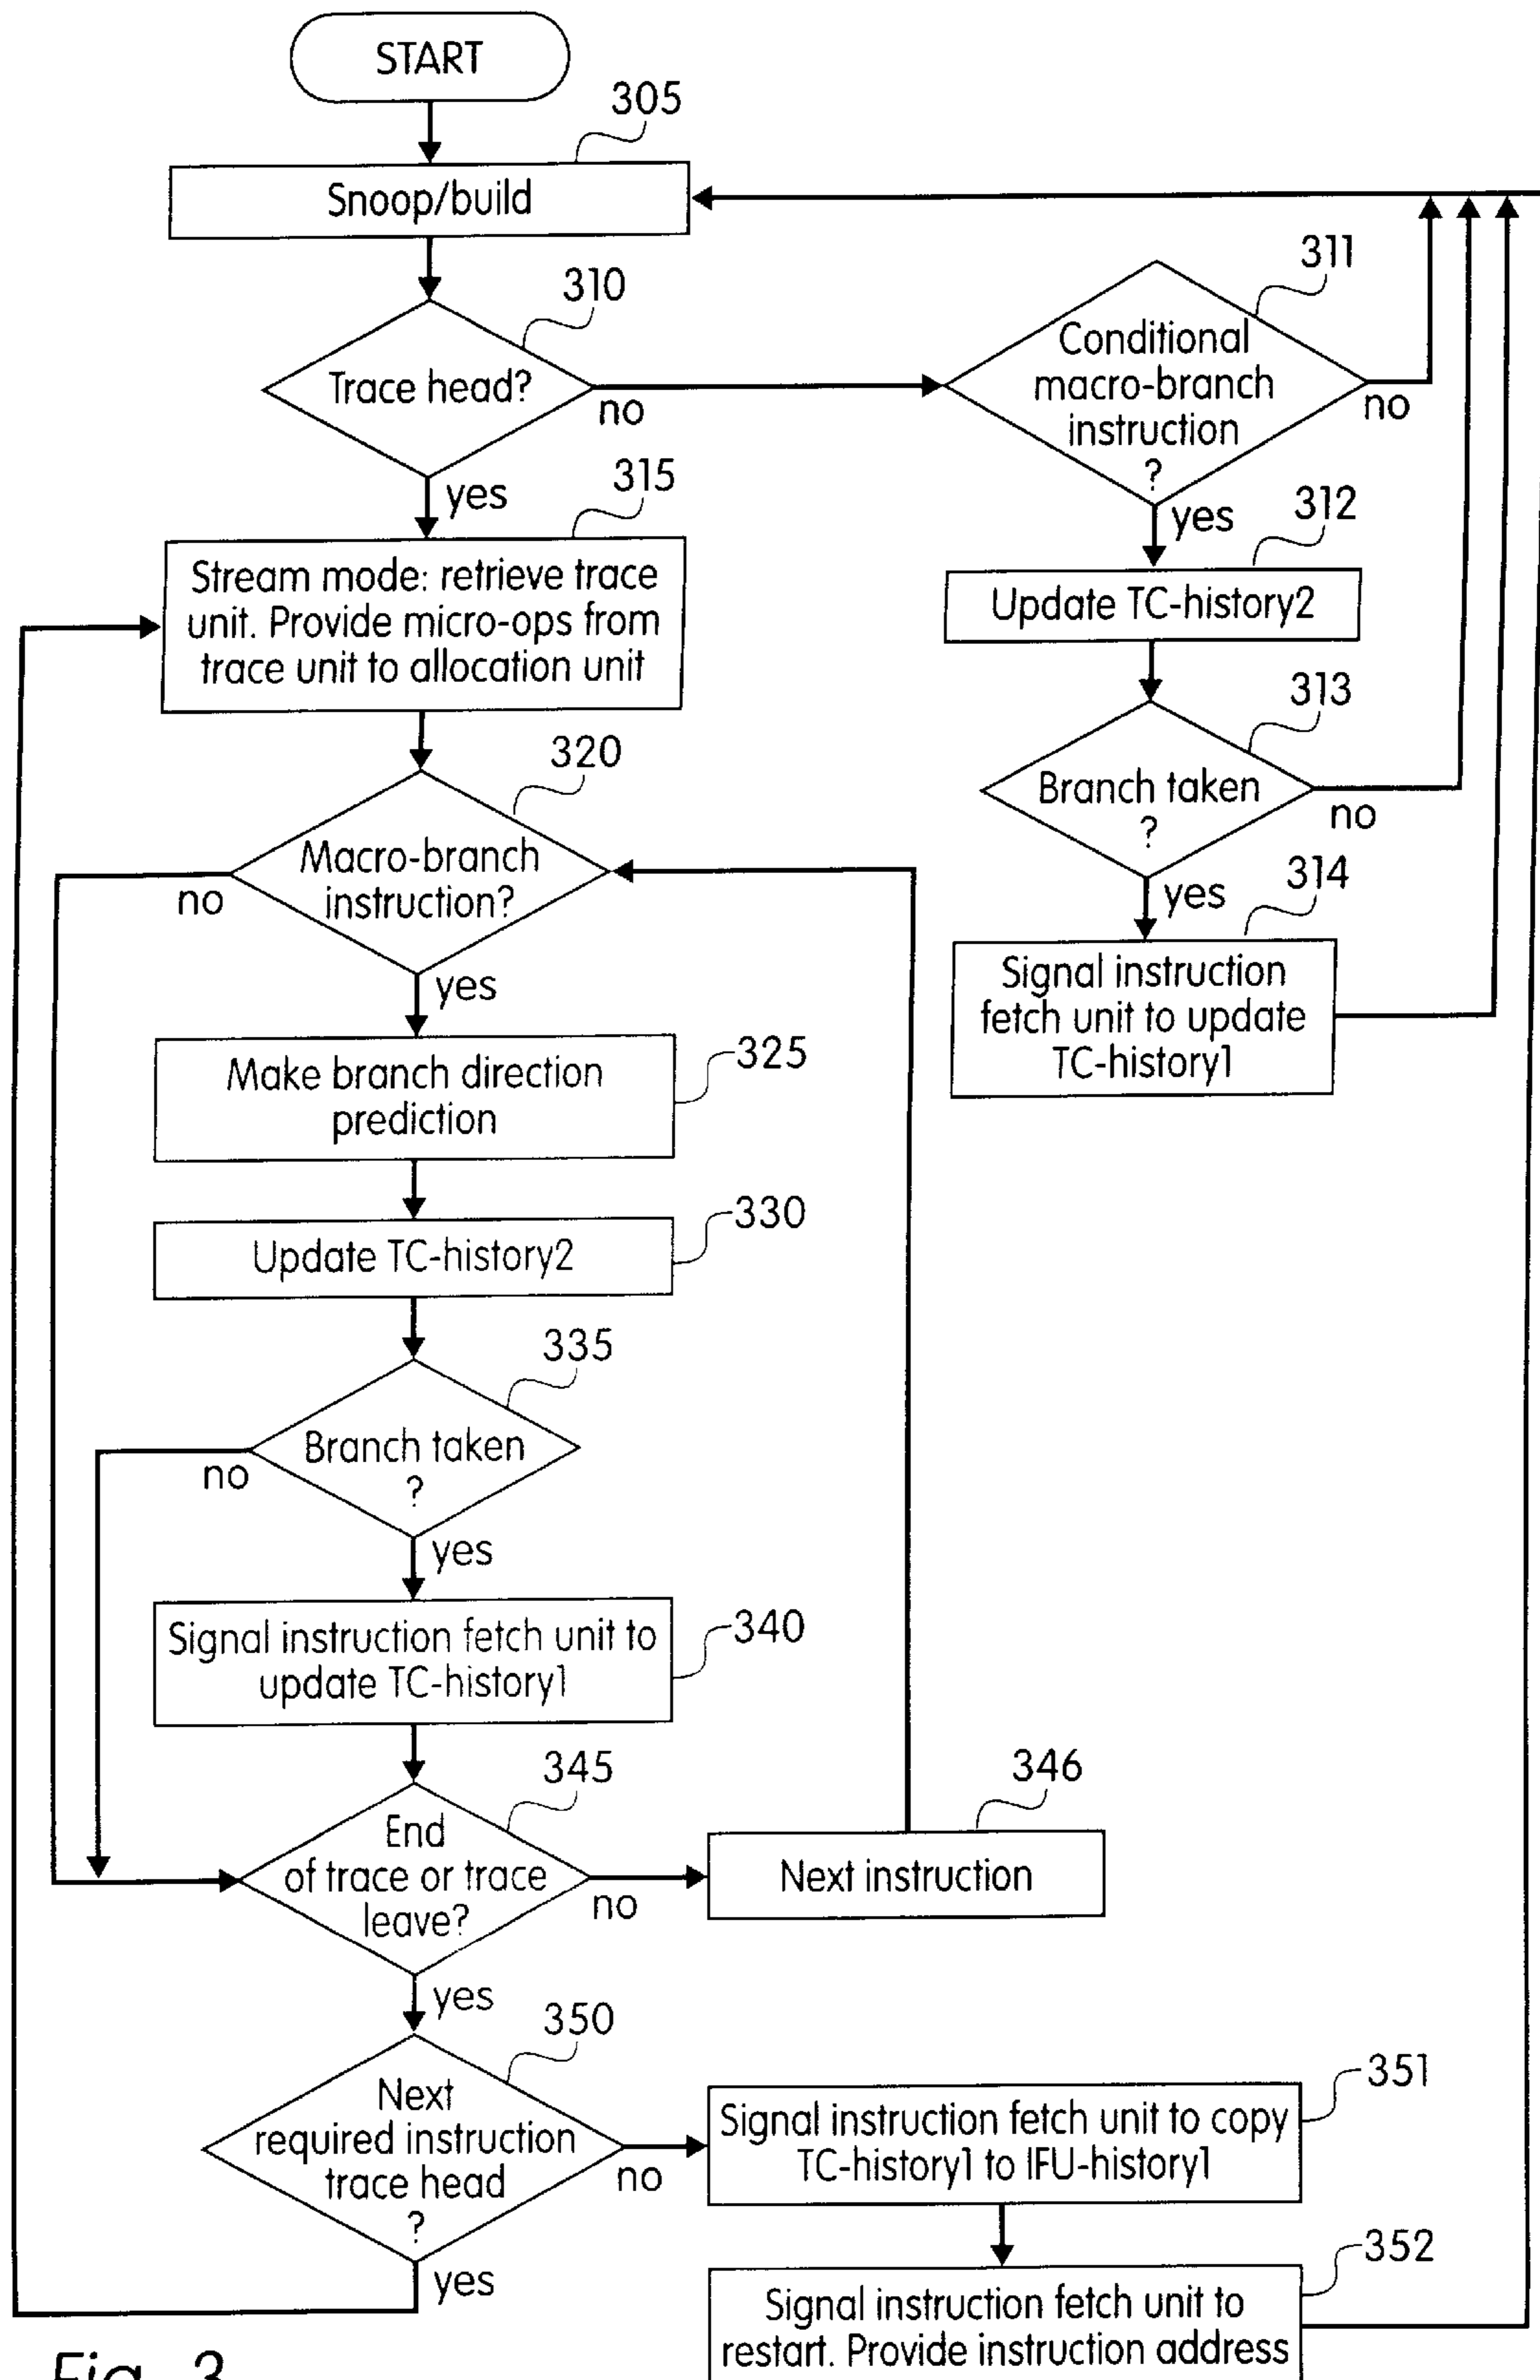 START
305
Snoop/build
310
Trace head?
no
yes
311
Conditional
macro-branch
instruction
?
no
yes
312
Update TC-history2
313
Branch taken
?
no
yes
314
Signal instruction
fetch unit to update
TC-history1
315
Stream mode: retrieve trace
unit. Provide micro-ops from
trace unit to allocation unit
320
Macro-branch
instruction?
no
yes
325
Make branch direction
prediction
330
Update TC-history2
335
Branch taken
?
no
yes
340
Signal instruction fetch unit to
update TC-history1
345
End
of trace or trace
leave?
no
yes
346
Next instruction
350
Next
required instruction
trace head
?
no
yes
351
Signal instruction fetch unit to copy
TC-history1 to IFU-history1
352
Signal instruction fetch unit to
restart. Provide instruction address
Fig. 3